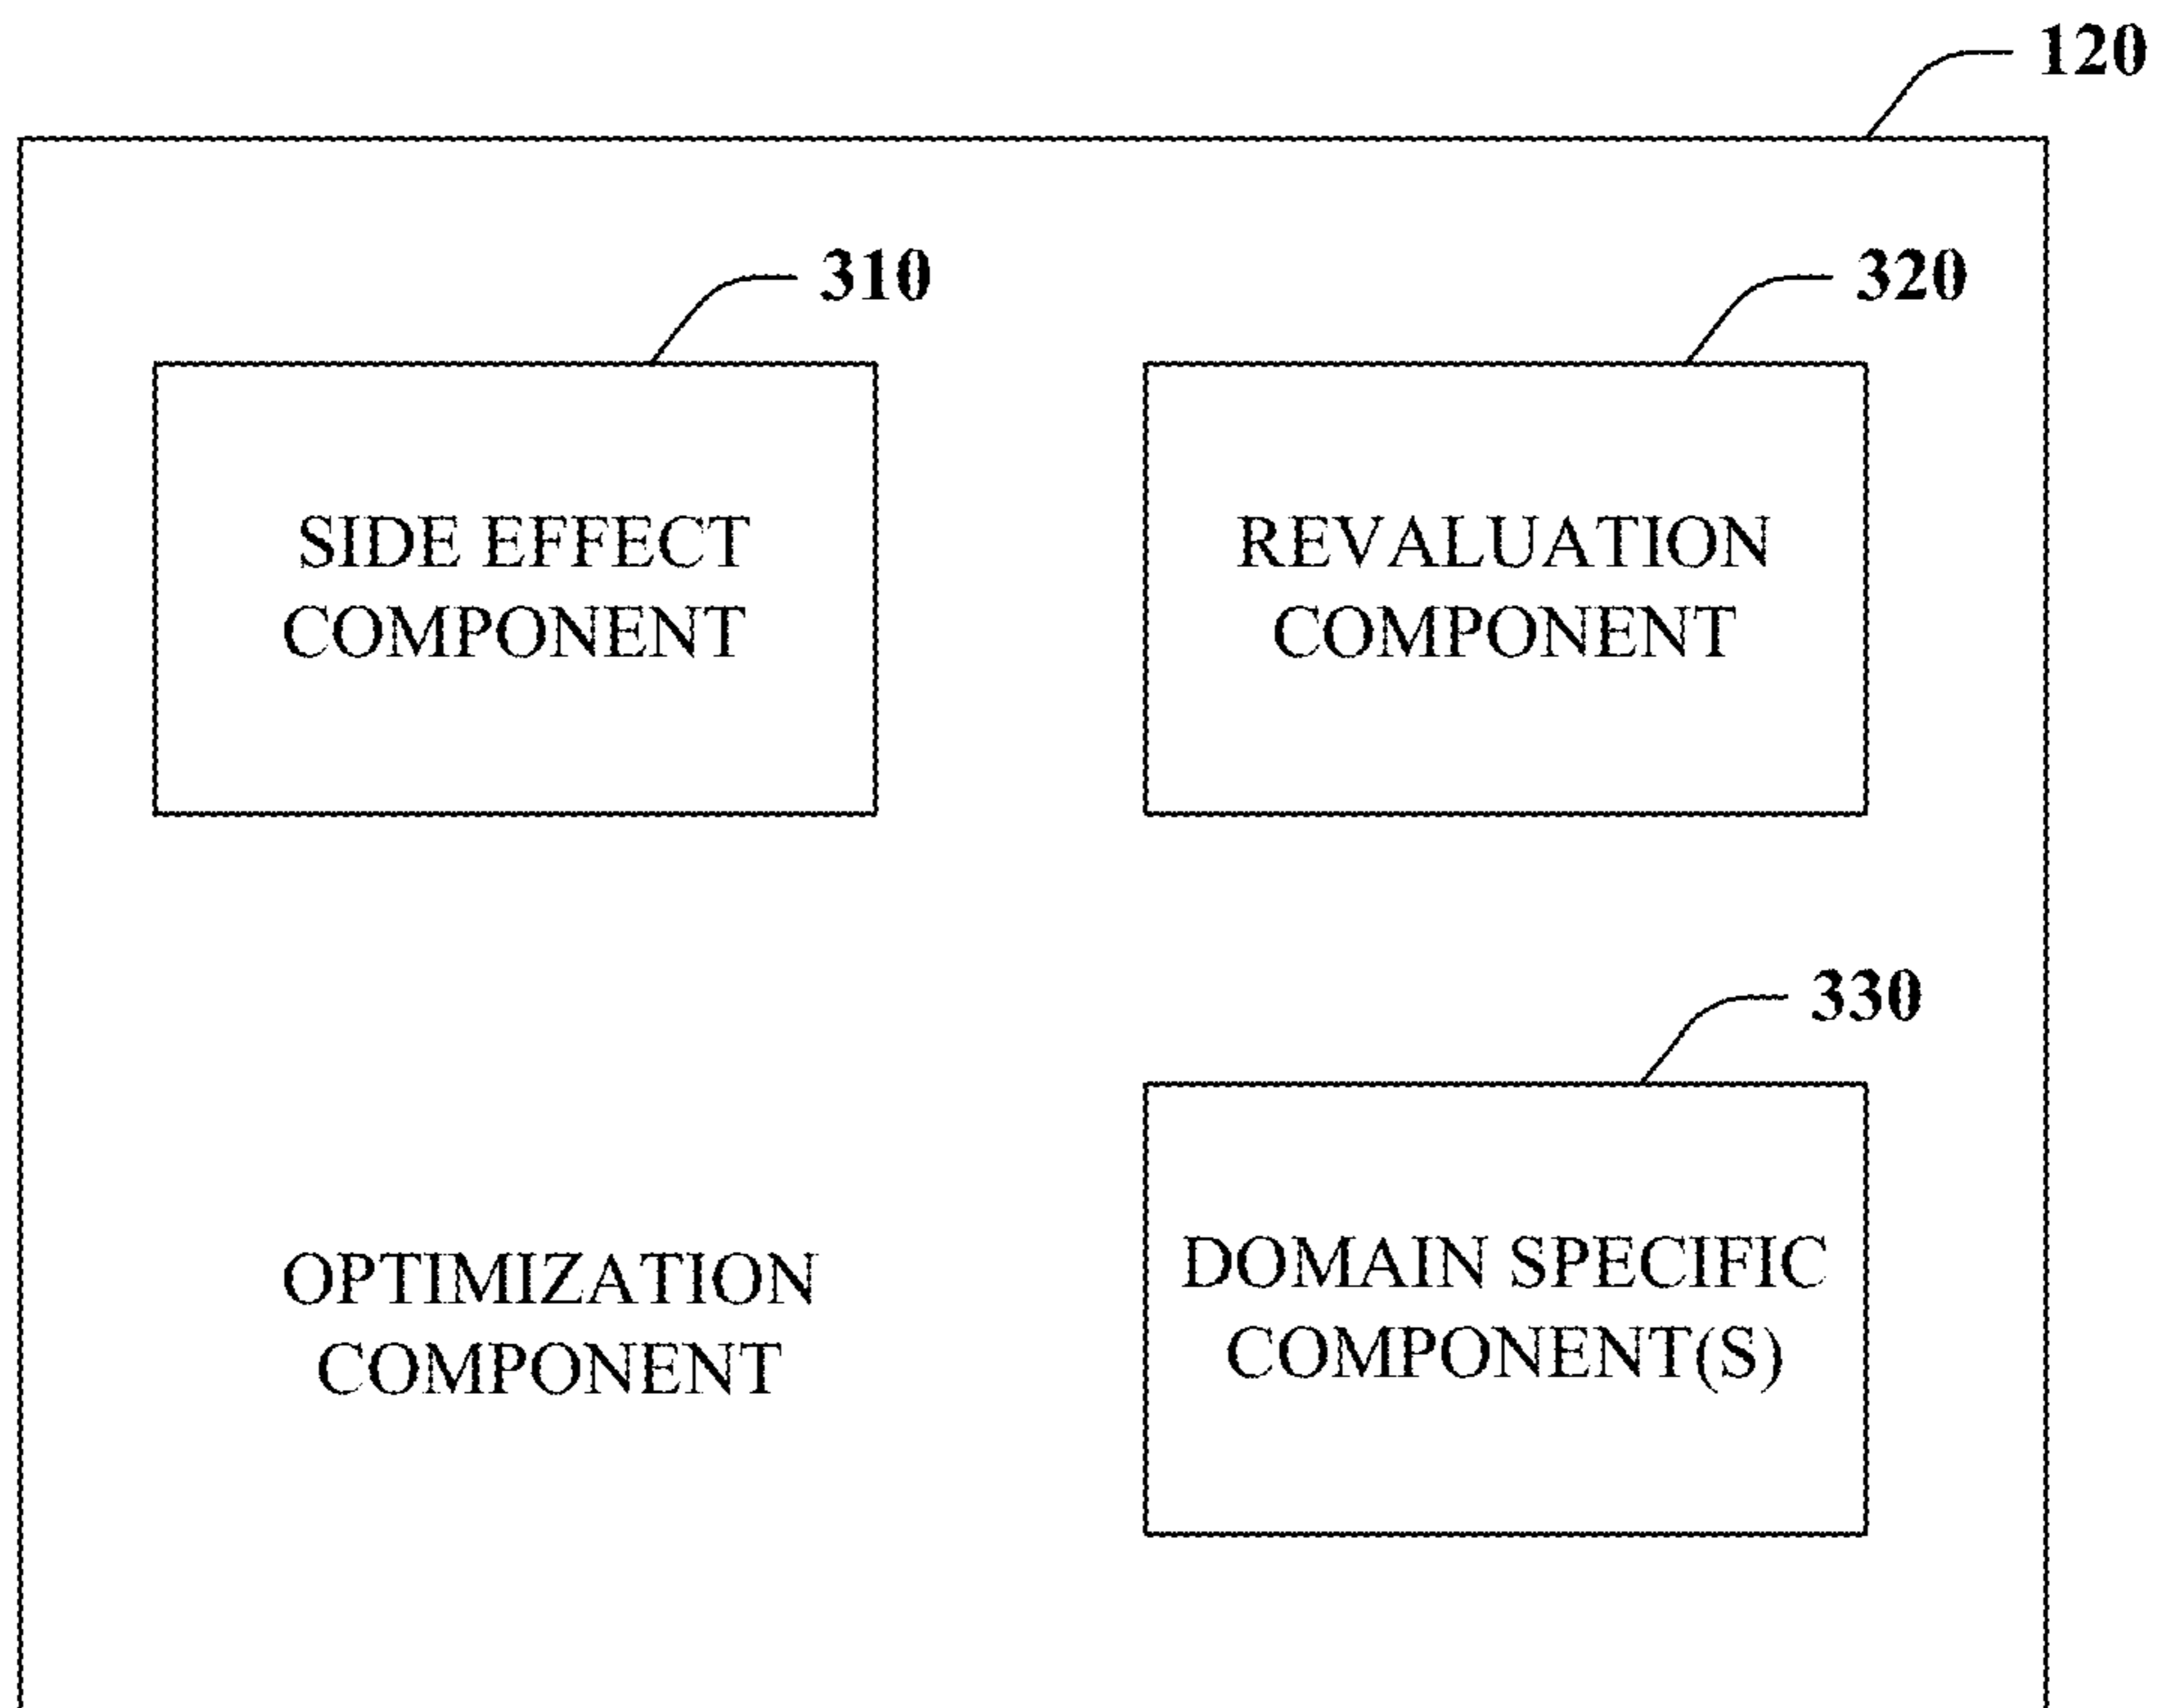 120
310
320
SIDE EFFECT
COMPONENT
REVALUATION
COMPONENT
330
OPTIMIZATION
COMPONENT
DOMAIN SPECIFIC
COMPONENT(S)